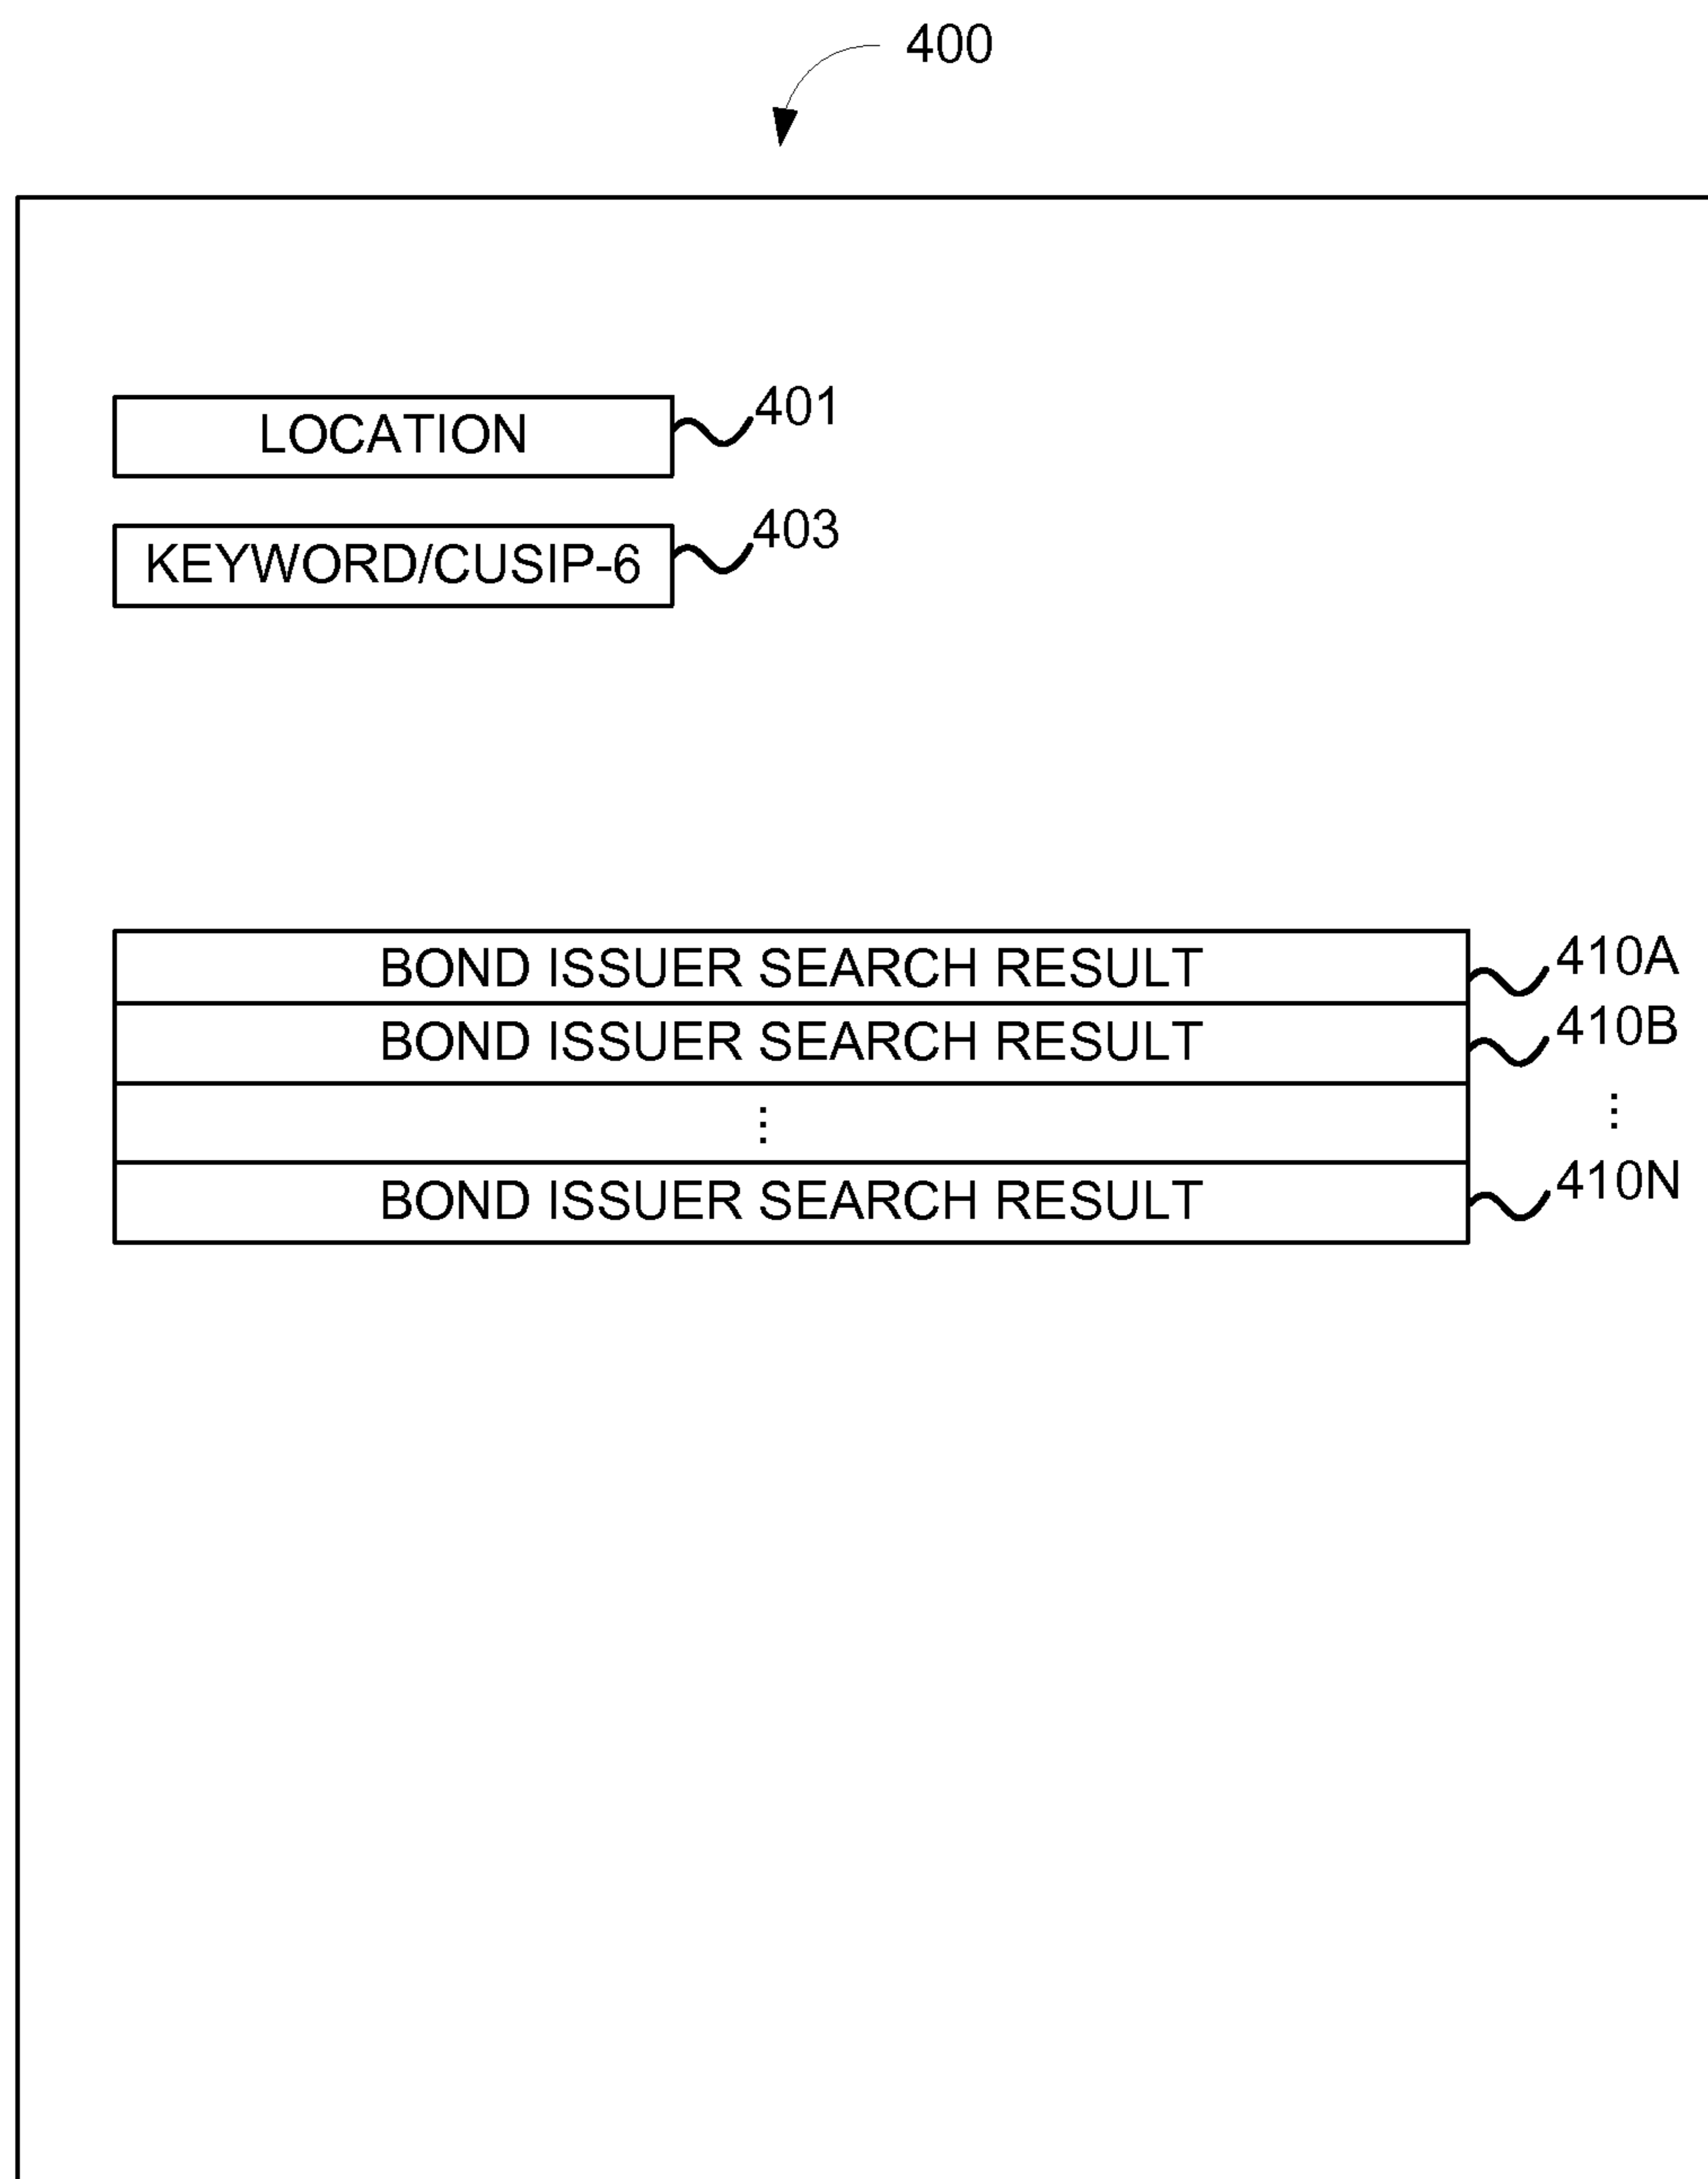 400
LOCATION 401
KEYWORD/CUSIP-6 403
BOND ISSUER SEARCH RESULT 410A
BOND ISSUER SEARCH RESULT 410B
⋮ ⋮
BOND ISSUER SEARCH RESULT 410N